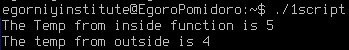 egorniyinstitute@EgoroPomidoro:~$ ./1script
The Temp from inside function is 5
The temp from outside is 4